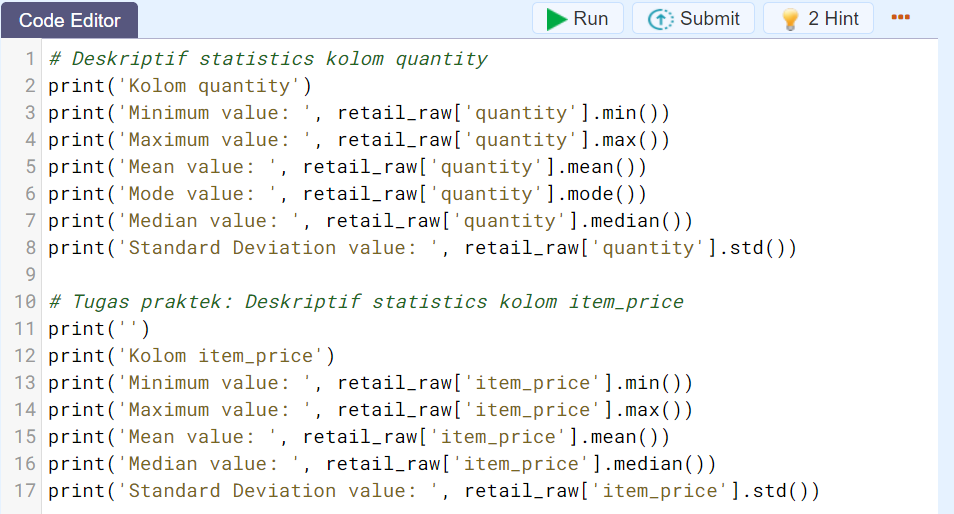 Code Editor
Run
Submit
2 Hint
1 # Deskriptif statistics kolom quantity
2 print('Kolom quantity')
3 print('Minimum value: ', retail_raw['quantity'].min())
4 print('Maximum value: ', retail_raw['quantity'].max())
5 print('Mean value: ', retail_raw['quantity'].mean())
6 print('Mode value: ', retail_raw['quantity'].mode())
7 print('Median value: ', retail_raw['quantity'].median())
8 print('Standard Deviation value: ', retail_raw['quantity'].std())
9
10 # Tugas praktek: Deskriptif statistics kolom item_price
11 print('')
12 print('Kolom item_price')
13 print('Minimum value: ', retail_raw['item_price'].min())
14 print('Maximum value: ', retail_raw['item_price'].max())
15 print('Mean value: ', retail_raw['item_price'].mean())
16 print('Median value: ', retail_raw['item_price'].median())
17 print('Standard Deviation value: ', retail_raw['item_price'].std())